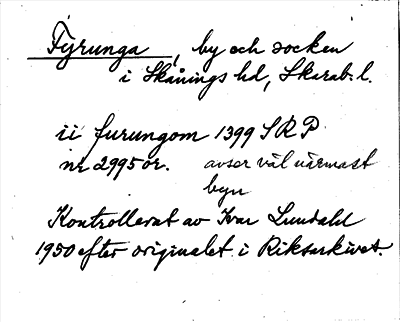 Fyrunga, by och socken
i Skånings hd, Skarab. l.
ii furungom 1399 SRP
nr 2995 or. avser väl närmast
byn
Kontrollerat av Ivar Lundahl
1950 efter originalet i Riksarkivet.